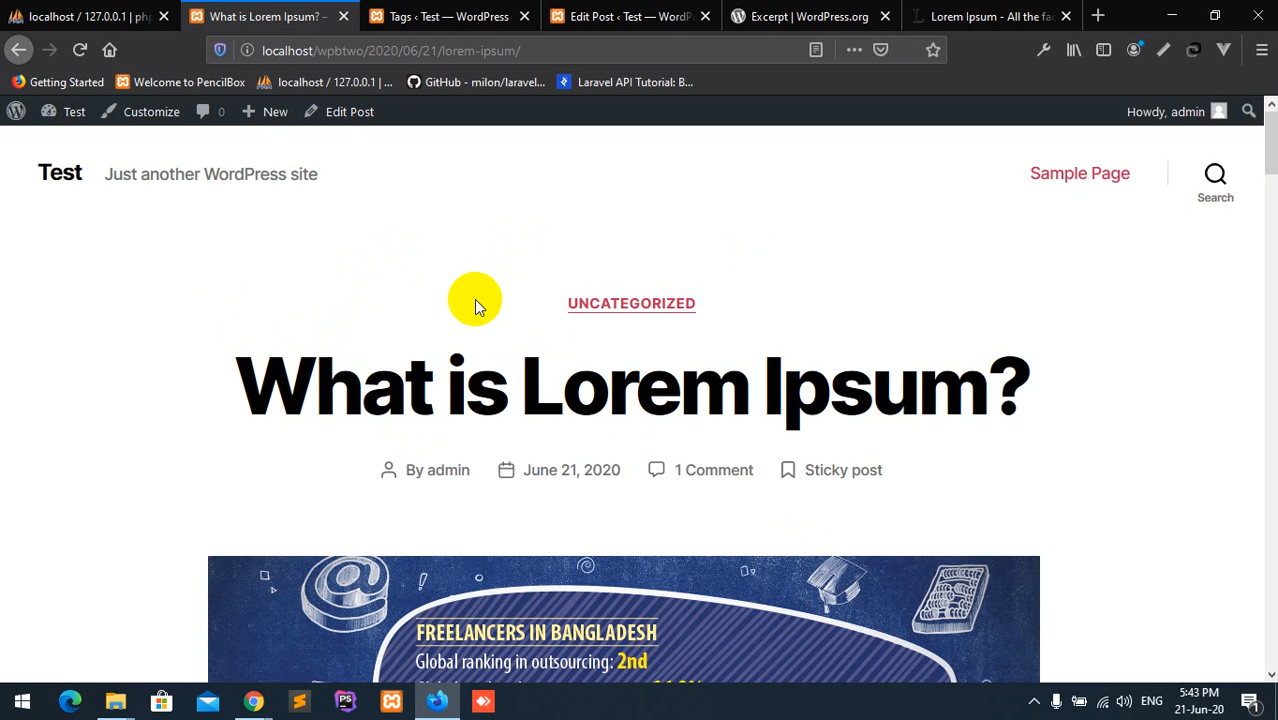 localhost / 127.0.0.1 | php
What is Lorem Ipsum? –
Tags ‹ Test — WordPress
Edit Post ‹ Test — WordP
Excerpt | WordPress.org
Lorem Ipsum - All the fa
localhost/wpbtwo/2020/06/21/lorem-ipsum/
Getting Started
Welcome to PencilBox
localhost / 127.0.0.1 | ...
GitHub - milon/laravel...
Laravel API Tutorial: B...
Test
Customize
0
New
Edit Post
Howdy, admin
Test
Just another WordPress site
Sample Page
Search
UNCATEGORIZED
What is Lorem Ipsum?
By admin
June 21, 2020
1 Comment
Sticky post
FREELANCERS IN BANGLADESH
Global ranking in outsourcing: 2nd
ENG
5:43 PM
21-Jun-20